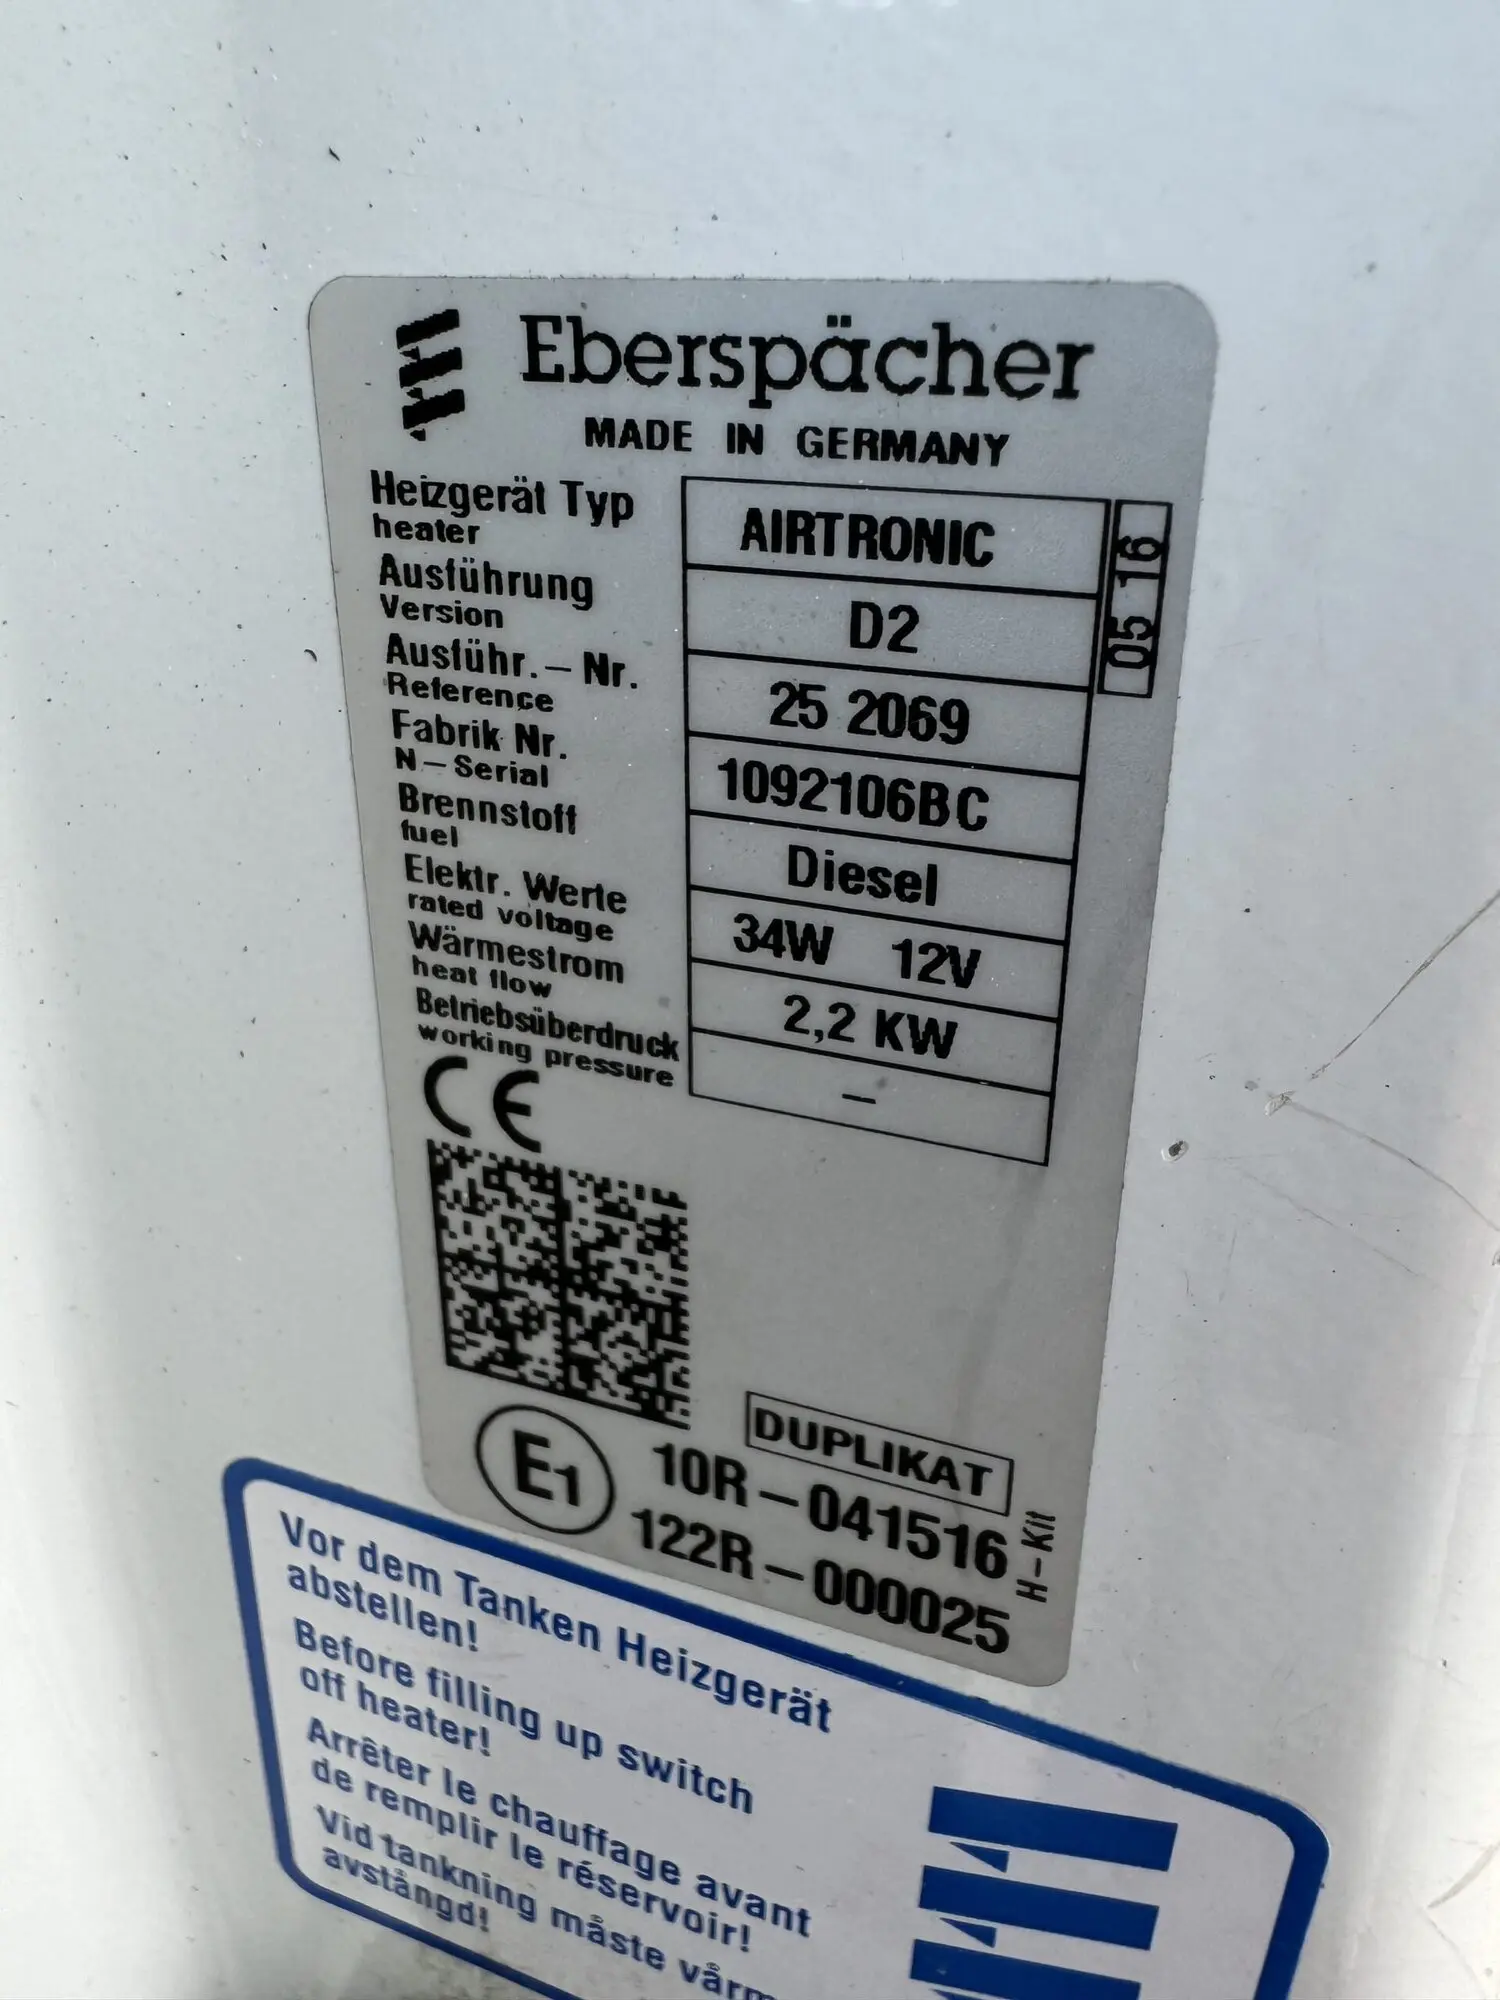 Eberspächer
MADE IN GERMANY
Heizgerät Typ
heater
AIRTRONIC
05 16
Ausführung
Version
D2
Ausführ.-Nr.
Reference
25 2069
Fabrik Nr.
N-Serial
1092106BC
Brennstoff
fuel
Diesel
Elektr. Werte
rated voltage
34W 12V
Wärmestrom
heat flow
2,2 KW
Betriebsüberdruck
working pressure
–
CE
DUPLIKAT
E1
10R-041516
122R-000025
H-Kit
Vor dem Tanken Heizgerät
abstellen!
Before filling up switch
off heater!
Arrêter le chauffage avant
de remplir le réservoir!
Vid tankning måste
avstängd!